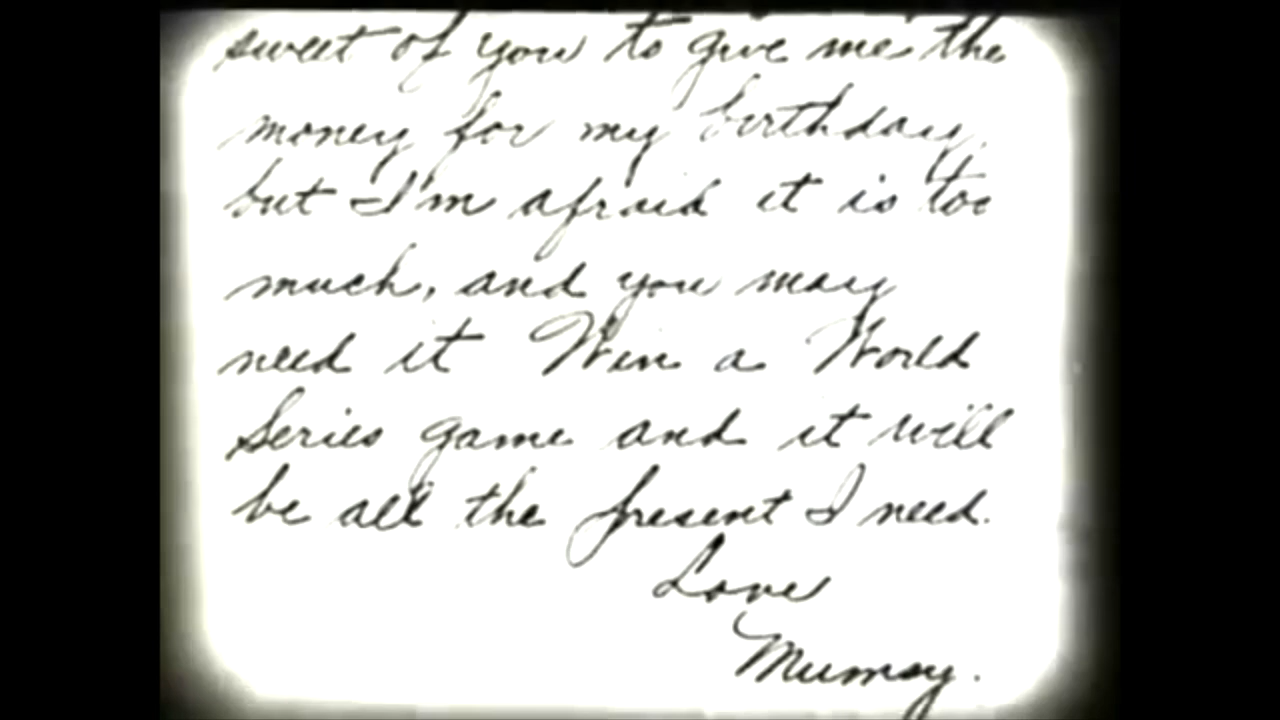 sweet of you to give me the
money for my birthday,
but I'm afraid it is too
much, and you may
need it Win a World
Series game and it will
be all the present I need.
Love
Mumsy.